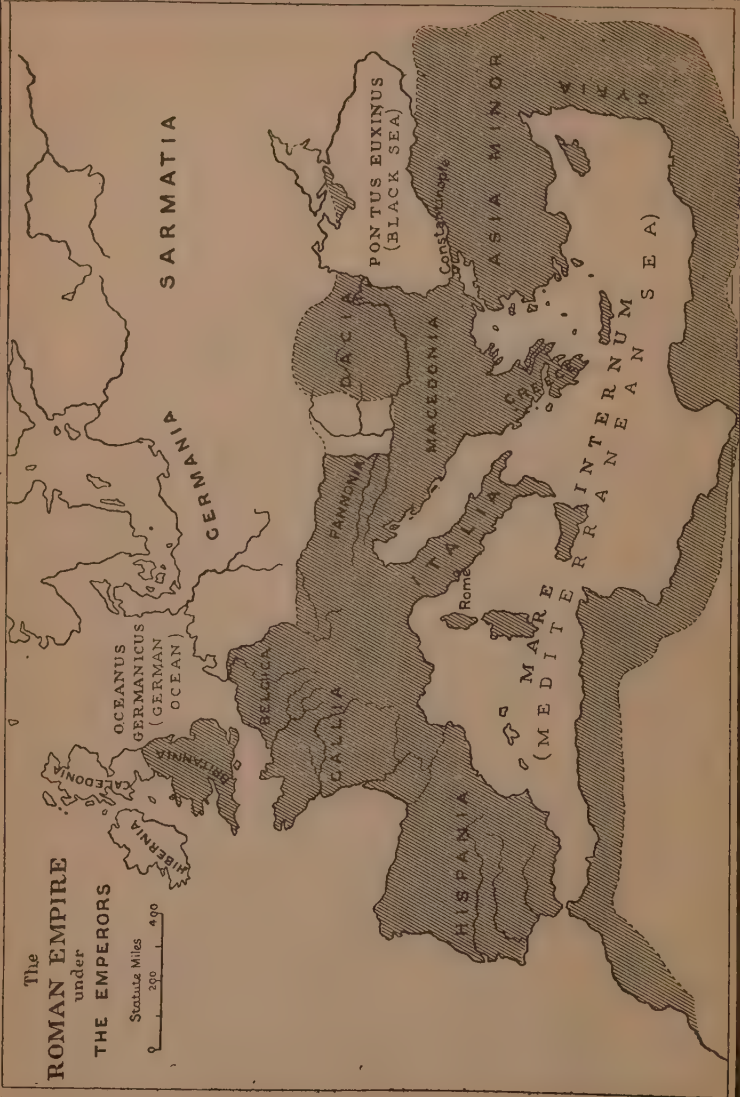 The
ROMAN EMPIRE
under
THE EMPERORS
Statute Miles
0 200 400
HIBERNIA
CALEDONIA
BRITANNIA
OCEANUS
GERMANICUS
(GERMAN
OCEAN)
GERMANIA
SARMATIA
BELGICA
GALLIA
HISPANIA
PANNONIA
DACIA
ITALIA
Rome
MACEDONIA
GREECE
PONTUS EUXINUS
(BLACK SEA)
Constantinople
ASIA MINOR
SYRIA
MARE INTERNUM
(MEDITERRANEAN SEA)